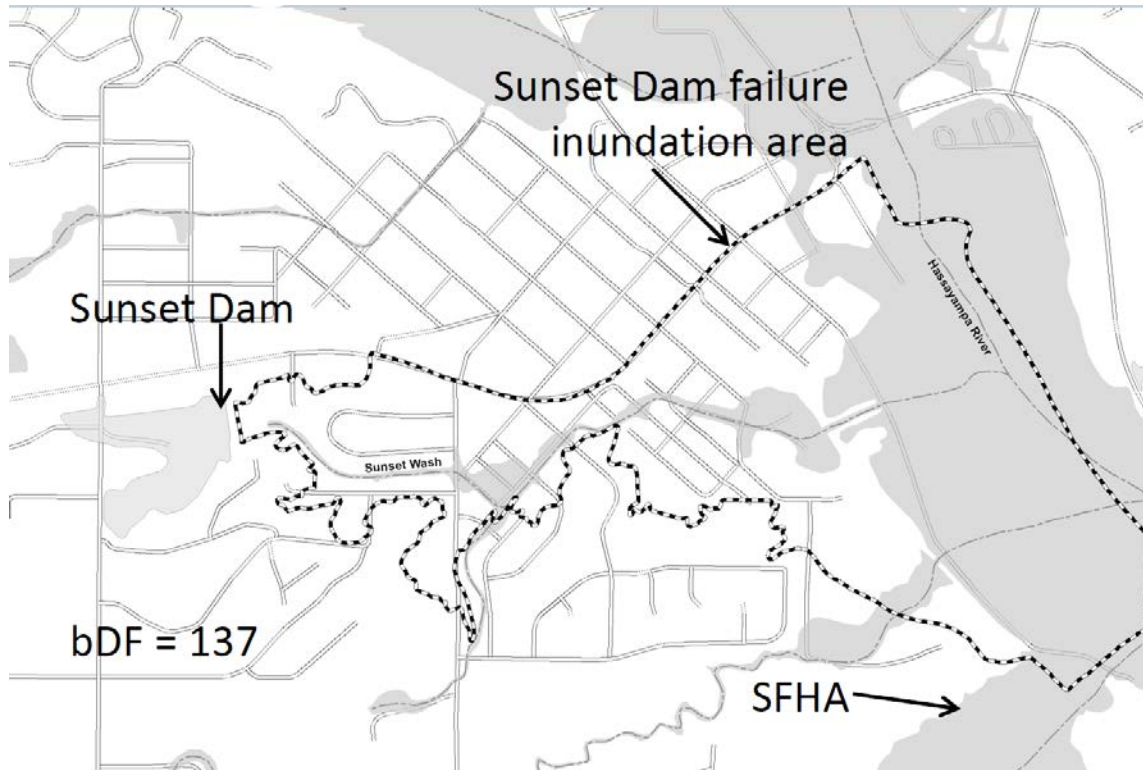 Sunset Dam failure
inundation area
Hassayampa River
Sunset Dam
Sunset Wash
bDF = 137
SFHA